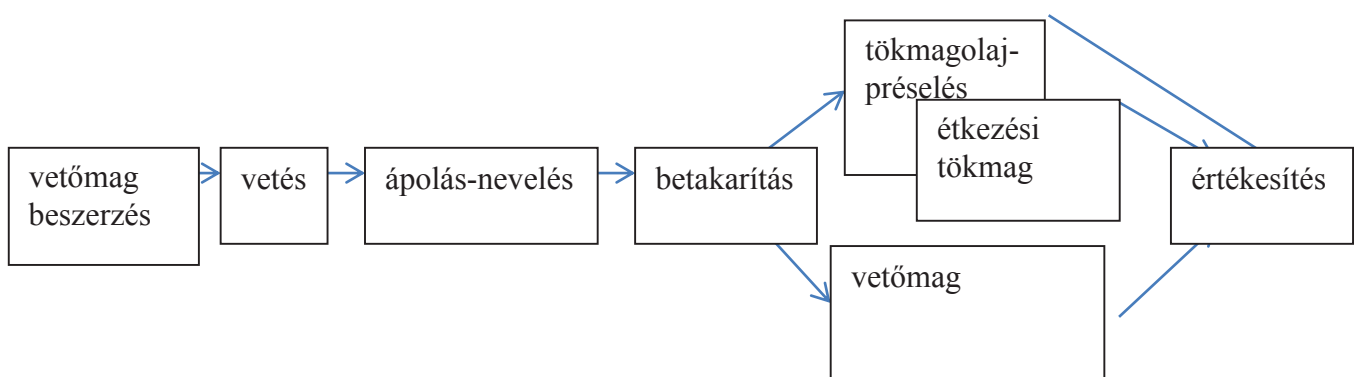 vetőmag
beszerzés
vetés
ápolás-nevelés
betakarítás
tökmagolaj-
préselés
étkezési
tökmag
vetőmag
értékesítés